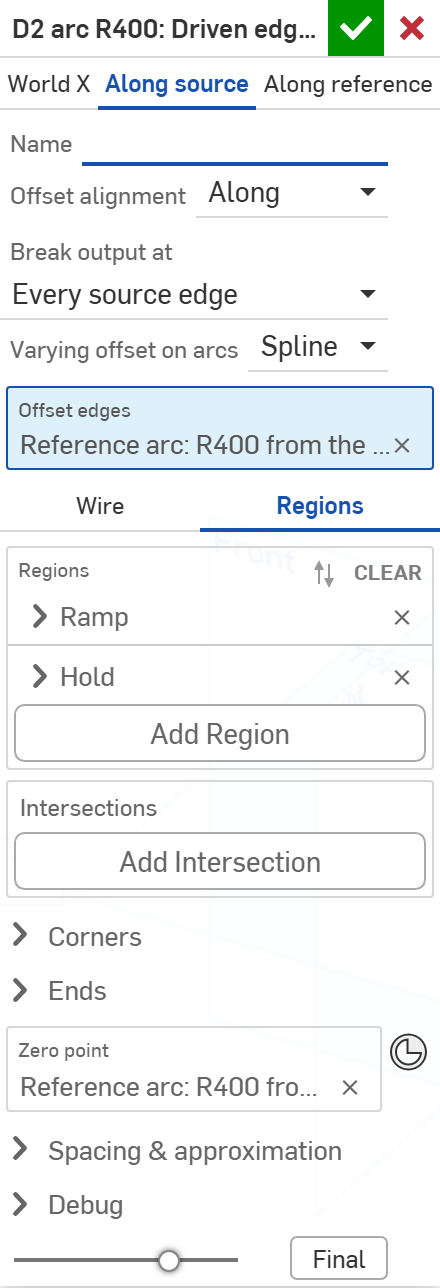 D2 arc R400: Driven edg...
World X Along source Along reference
Name
Offset alignment Along
Break output at
Every source edge
Varying offset on arcs Spline
Offset edges
Reference arc: R400 from the ...
Wire Regions
Front
Regions CLEAR
Ramp
Top
Hold
Add Region
Intersections
Add Intersection
Corners
Ends
Zero point
Reference arc: R400 fro...
Spacing & approximation
Debug
Final